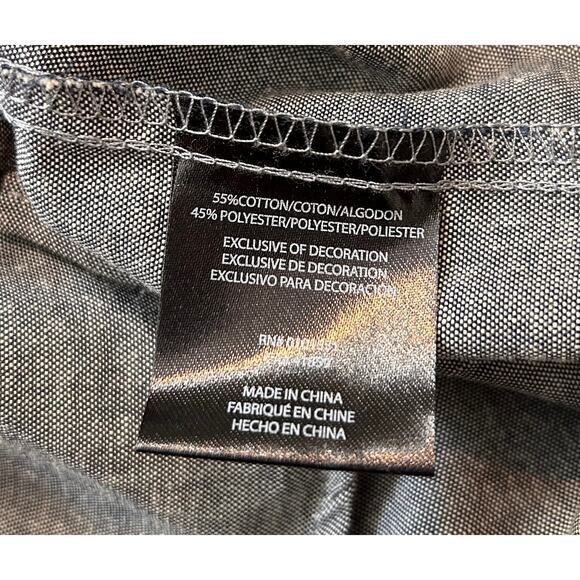 55%COTTON/COTON/ALGODON
45% POLYESTER/POLYESTER/POLIESTER
EXCLUSIVE OF DECORATION
EXCLUSIVE DE DECORATION
EXCLUSIVO PARA DECORACION
RN#
MADE IN CHINA
FABRIQUÉ EN CHINE
HECHO EN CHINA